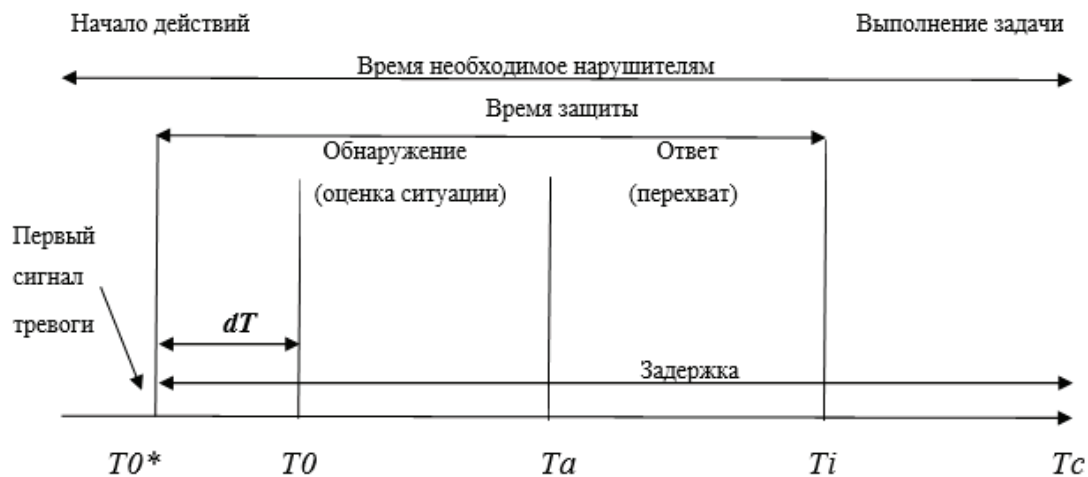 Начало действий
Выполнение задачи
Время необходимое нарушителям
Время защиты
Обнаружение
(оценка ситуации)
Ответ
(перехват)
Первый
сигнал
тревоги
dT
Задержка
T0* T0 Ta Ti Tc